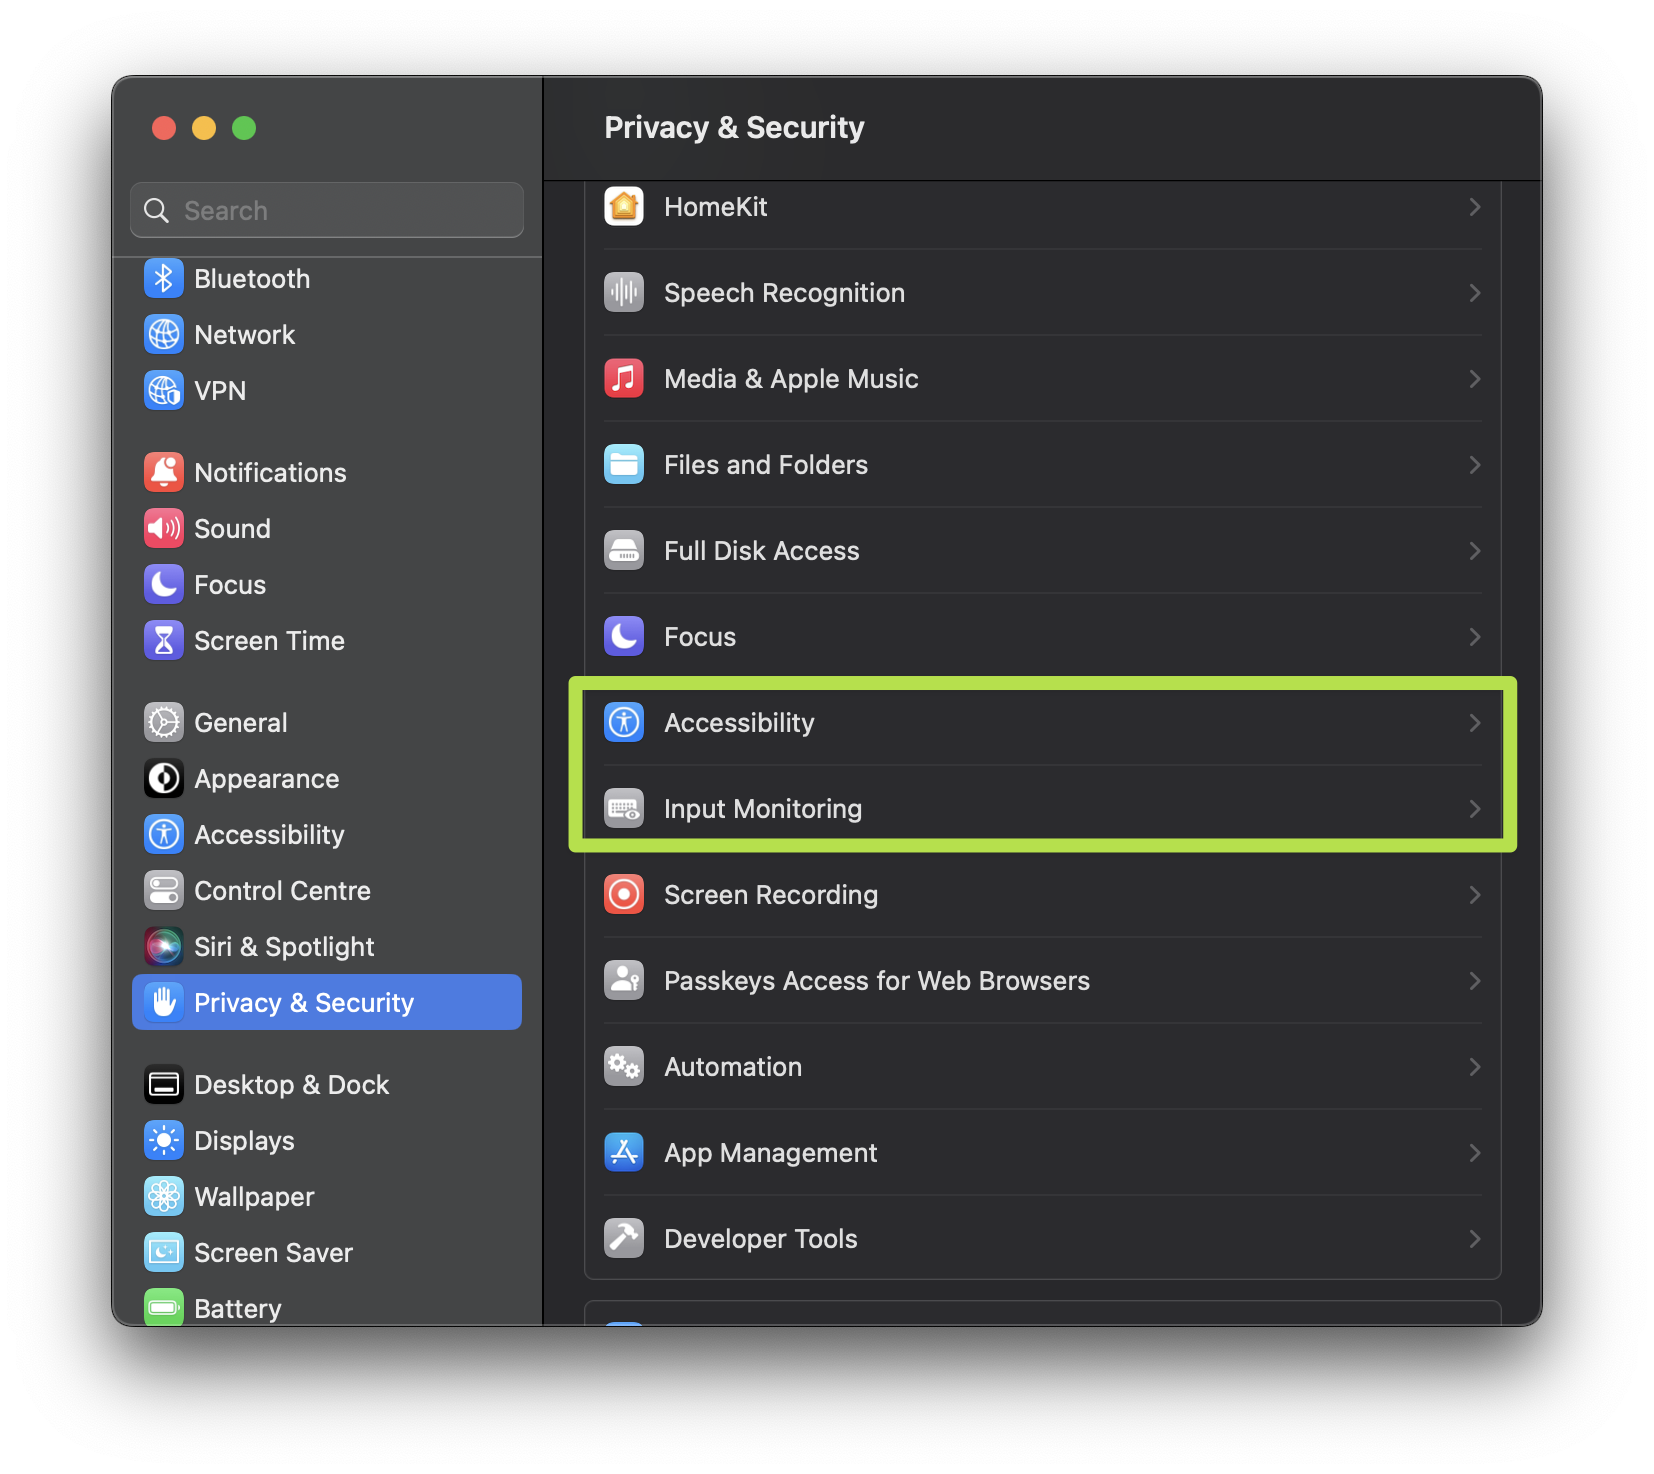 Search
Bluetooth
Network
VPN
Notifications
Sound
Focus
Screen Time
General
Appearance
Accessibility
Control Centre
Siri & Spotlight
Privacy & Security
Desktop & Dock
Displays
Wallpaper
Screen Saver
Battery
Privacy & Security
HomeKit
Speech Recognition
Media & Apple Music
Files and Folders
Full Disk Access
Focus
Accessibility
Input Monitoring
Screen Recording
Passkeys Access for Web Browsers
Automation
App Management
Developer Tools